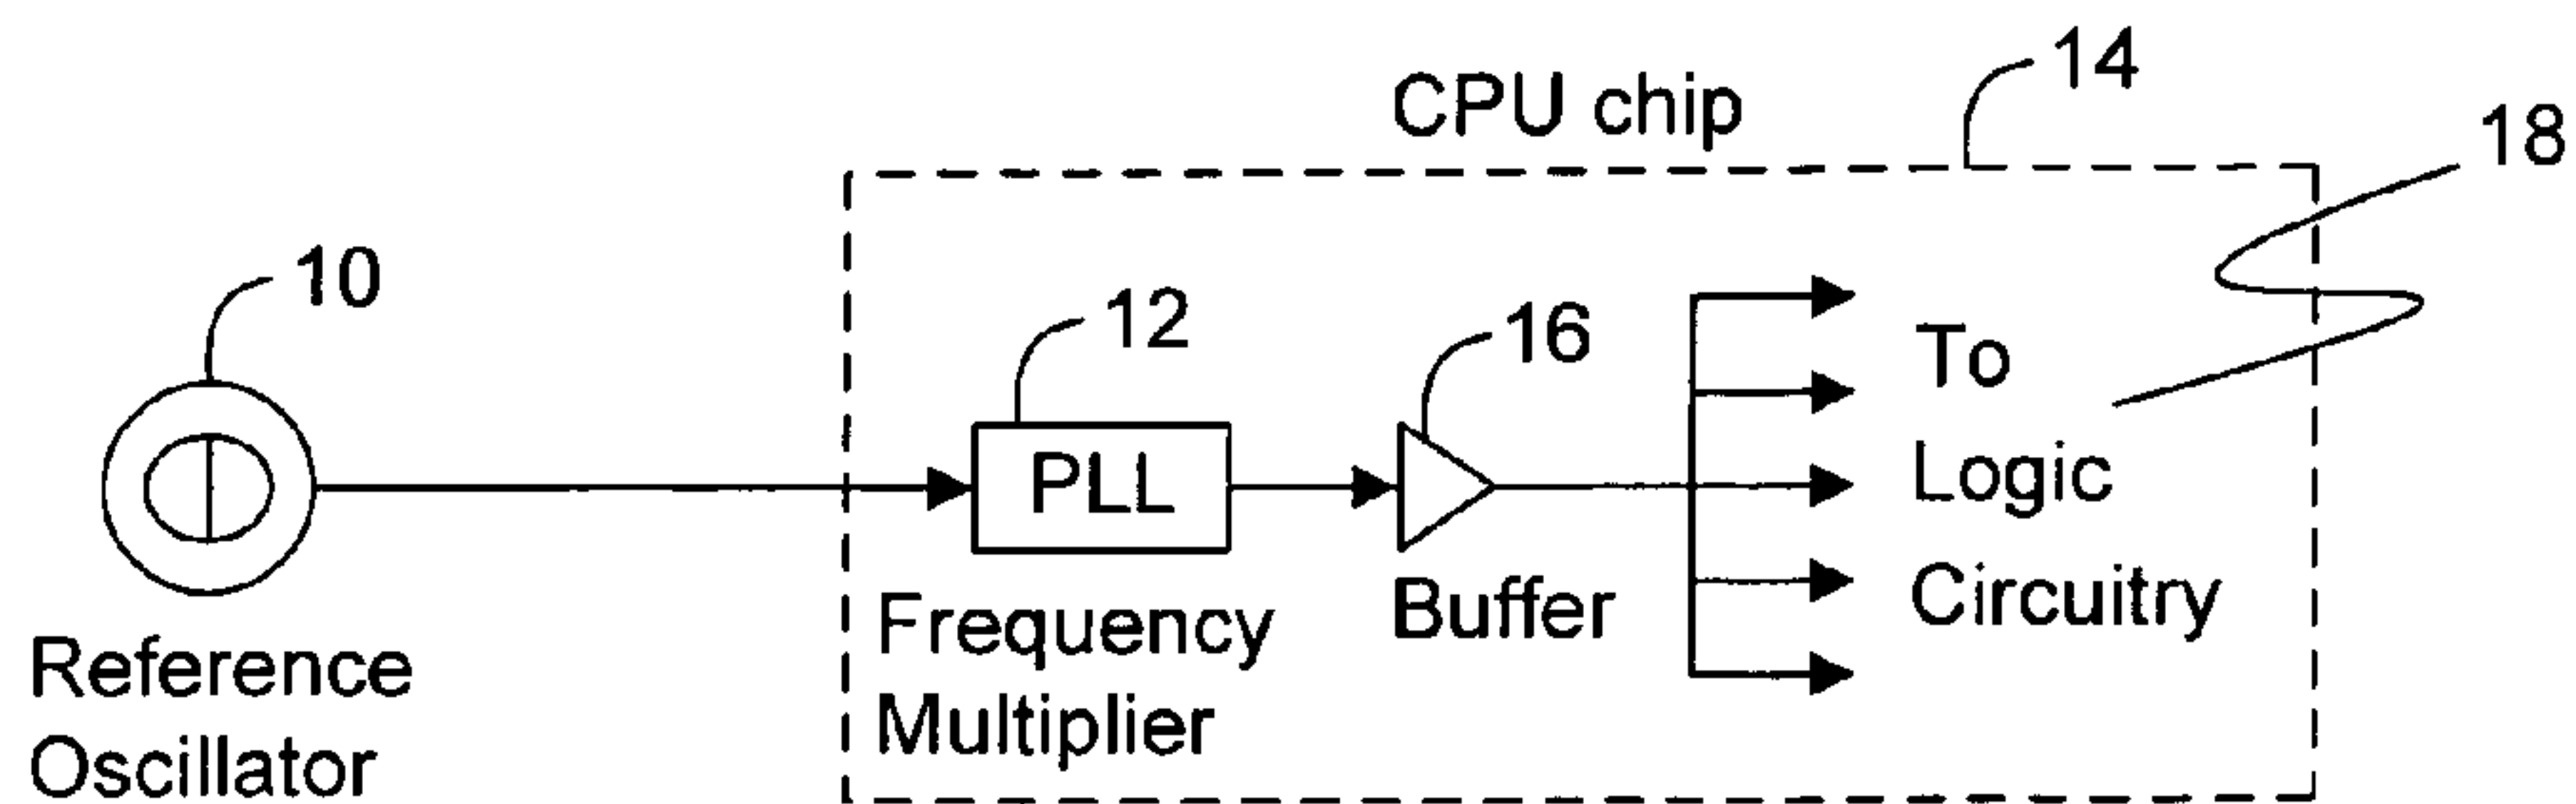 14
CPU chip
18
10
12
16
To
Logic
Circuitry
PLL
Buffer
Frequency
Multiplier
Reference
Oscillator